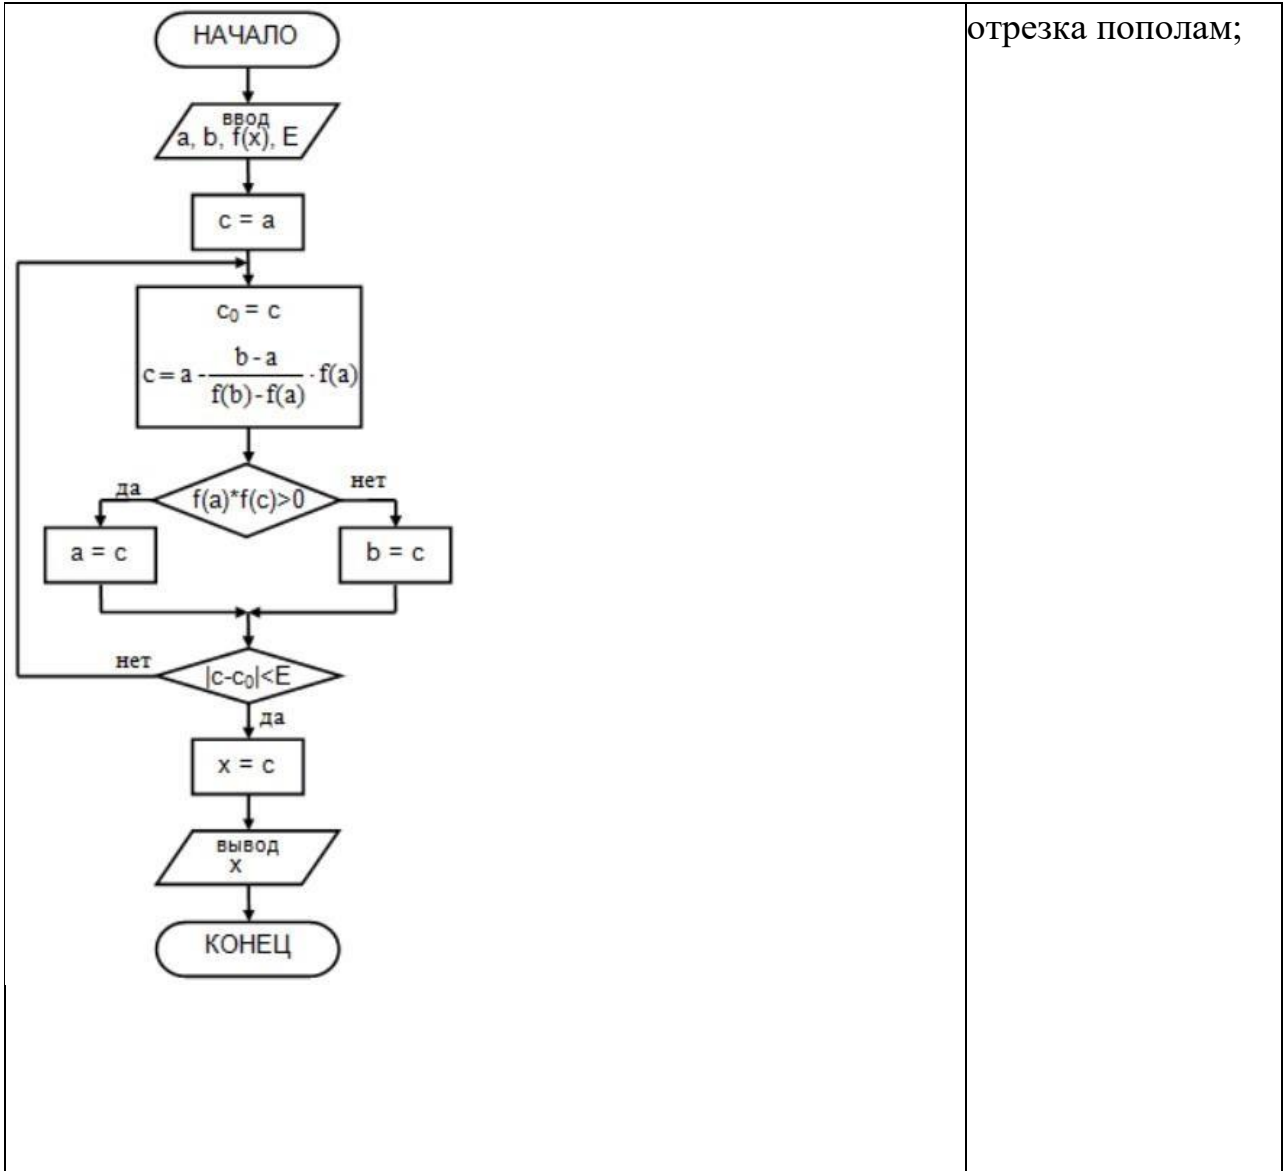 НАЧАЛО
ввод
a, b, f(x), E
c = a
c₀ = c
c = a - (b - a)/(f(b) - f(a)) · f(a)
да
f(a)*f(c)>0
нет
a = c
b = c
нет
|c-c₀|<E
да
x = c
вывод
x
КОНЕЦ
отрезка пополам;